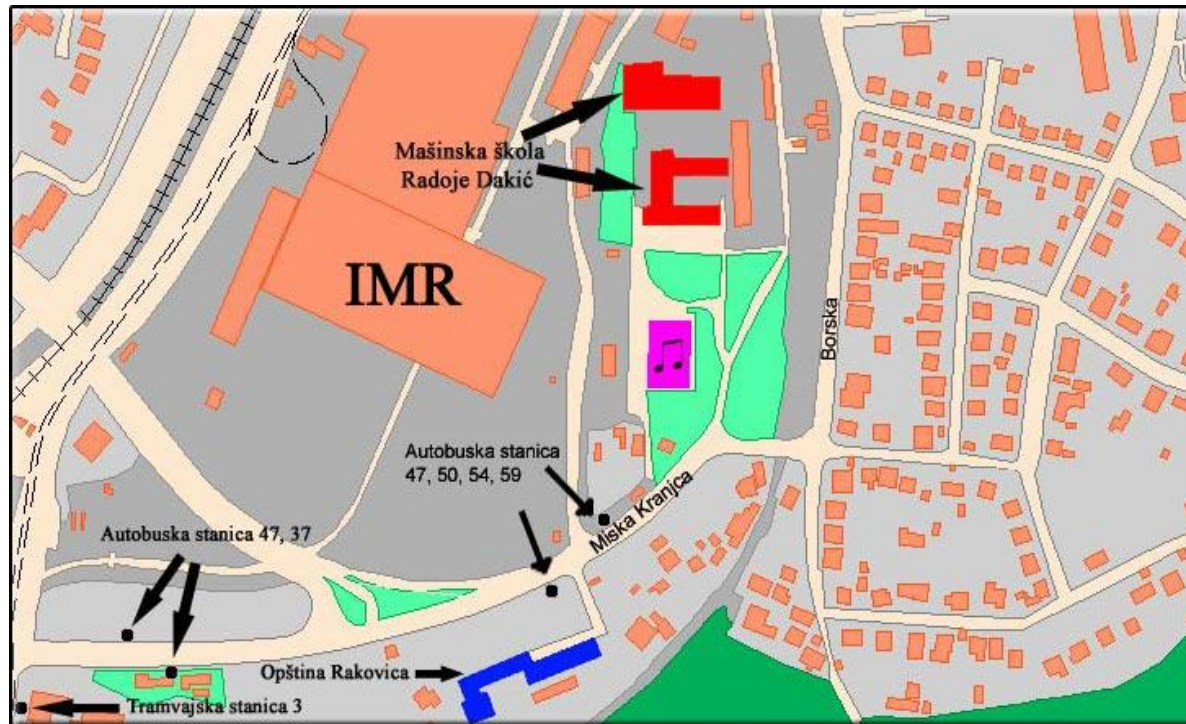 Mašinska škola
Radoje Dakić
IMR
Borska
Autobuska stanica
47, 50, 54, 59
Miska Kranjca
Autobuska stanica 47, 37
Opština Rakovica
Tramvajska stanica 3